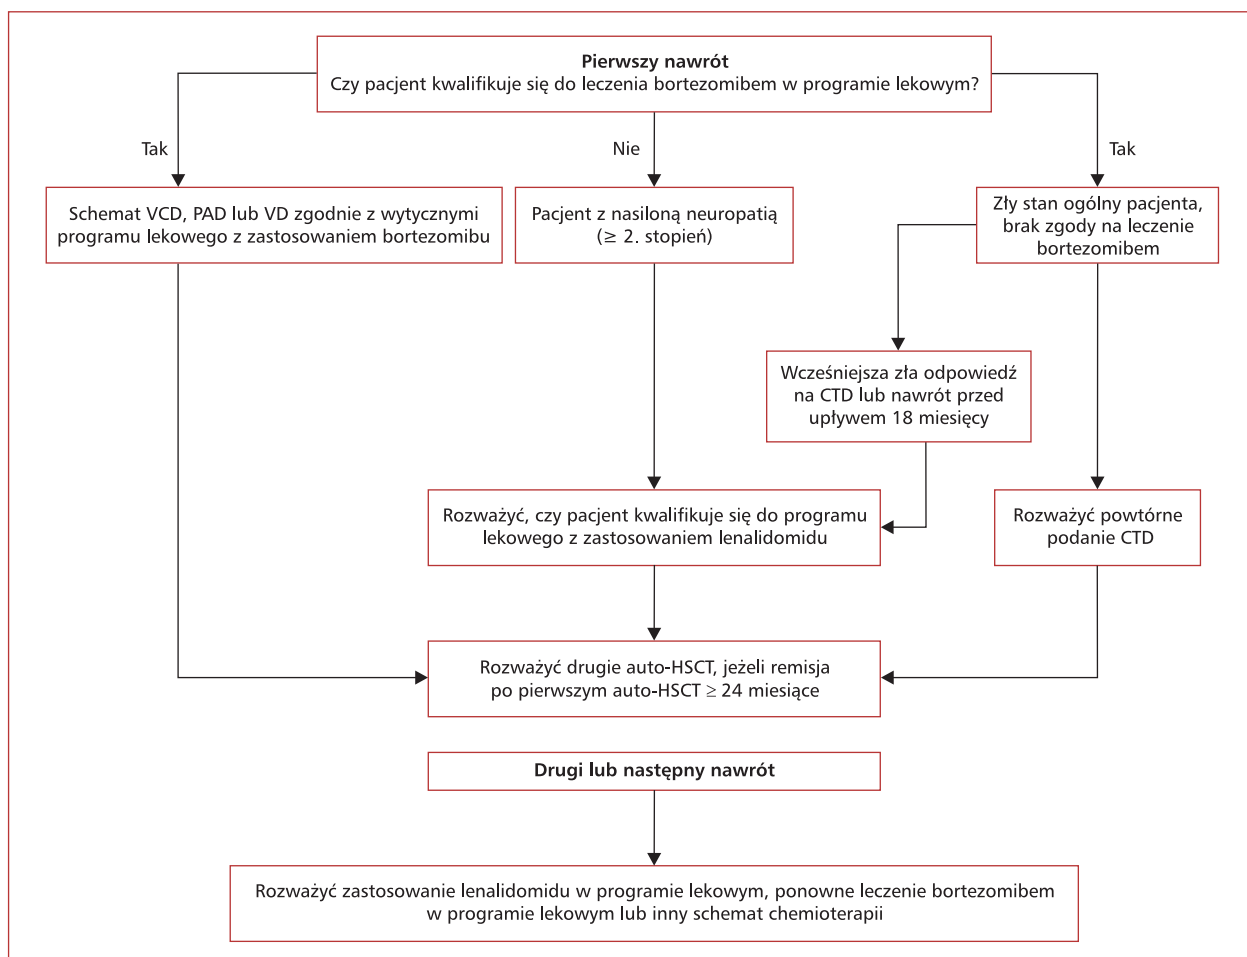 Pierwszy nawrót
Czy pacjent kwalifikuje się do leczenia bortezomibem w programie lekowym?
Tak
Nie
Tak
Schemat VCD, PAD lub VD zgodnie z wytycznymi
programu lekowego z zastosowaniem bortezomibu
Pacjent z nasiloną neuropatią
(≥ 2. stopień)
Zły stan ogólny pacjenta,
brak zgody na leczenie
bortezomibem
Wcześniejsza zła odpowiedź
na CTD lub nawrót przed
upływem 18 miesięcy
Rozważyć, czy pacjent kwalifikuje się do programu
lekowego z zastosowaniem lenalidomidu
Rozważyć powtórne
podanie CTD
Rozważyć drugie auto-HSCT, jeżeli remisja
po pierwszym auto-HSCT ≥ 24 miesiące
Drugi lub następny nawrót
Rozważyć zastosowanie lenalidomidu w programie lekowym, ponowne leczenie bortezomibem
w programie lekowym lub inny schemat chemioterapii